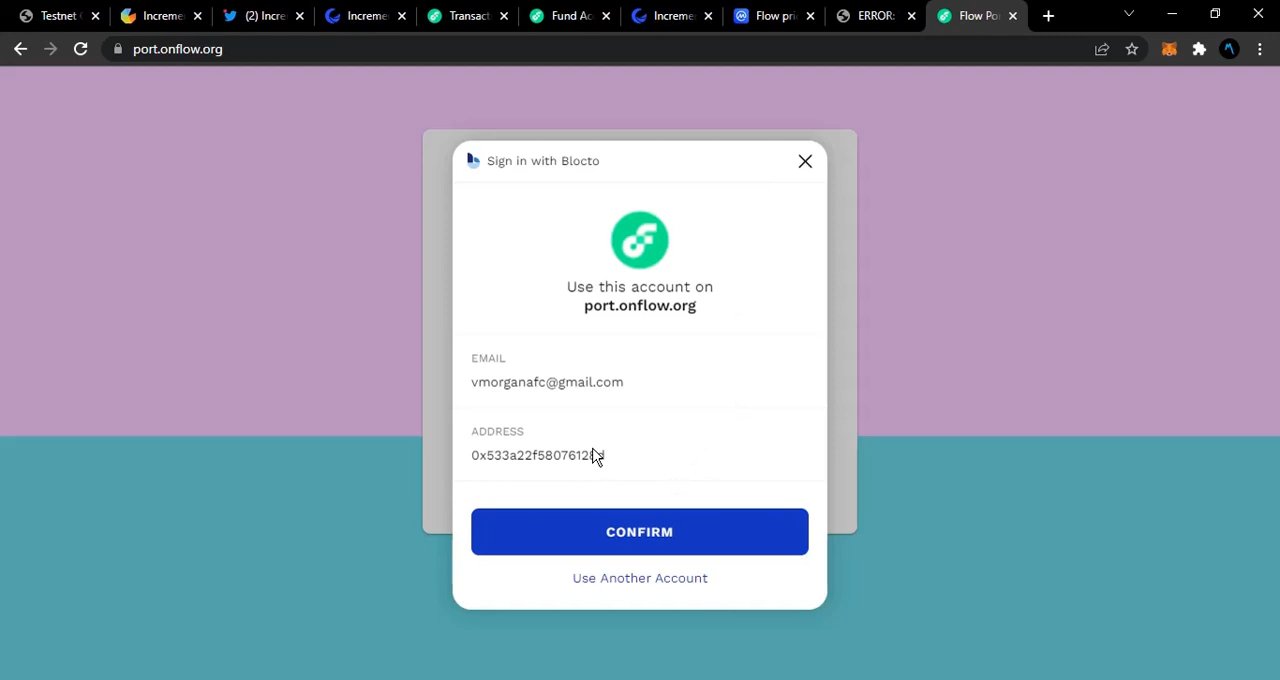 Testnet
Increme
(2) Incre
Increme
Transact
Fund Ac
Increme
Flow pri
ERROR:
Flow Po
port.onflow.org
Sign in with Blocto
Use this account on
port.onflow.org
EMAIL
vmorganafc@gmail.com
ADDRESS
CONFIRM
Use Another Account